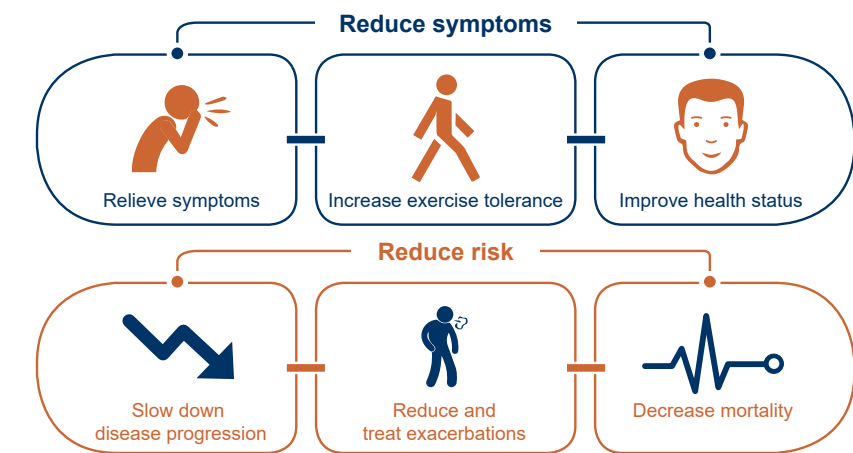 Reduce symptoms
Relieve symptoms
Increase exercise tolerance
Improve health status
Reduce risk
Slow down
disease progression
Reduce and
treat exacerbations
Decrease mortality